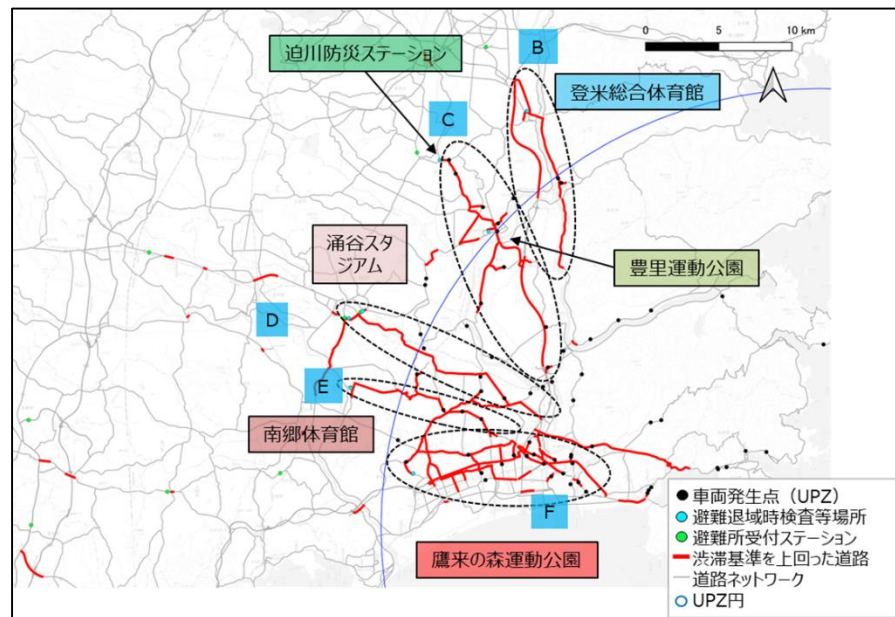 0 5 10 km
B
迫川防災ステーション
登米総合体育館
C
涌谷スタ
ジアム
豊里運動公園
D
E
南郷体育館
F
鷹来の森運動公園
車両発生点（UPZ）
避難退域時検査等場所
避難所受付ステーション
渋滞基準を上回った道路
道路ネットワーク
UPZ円